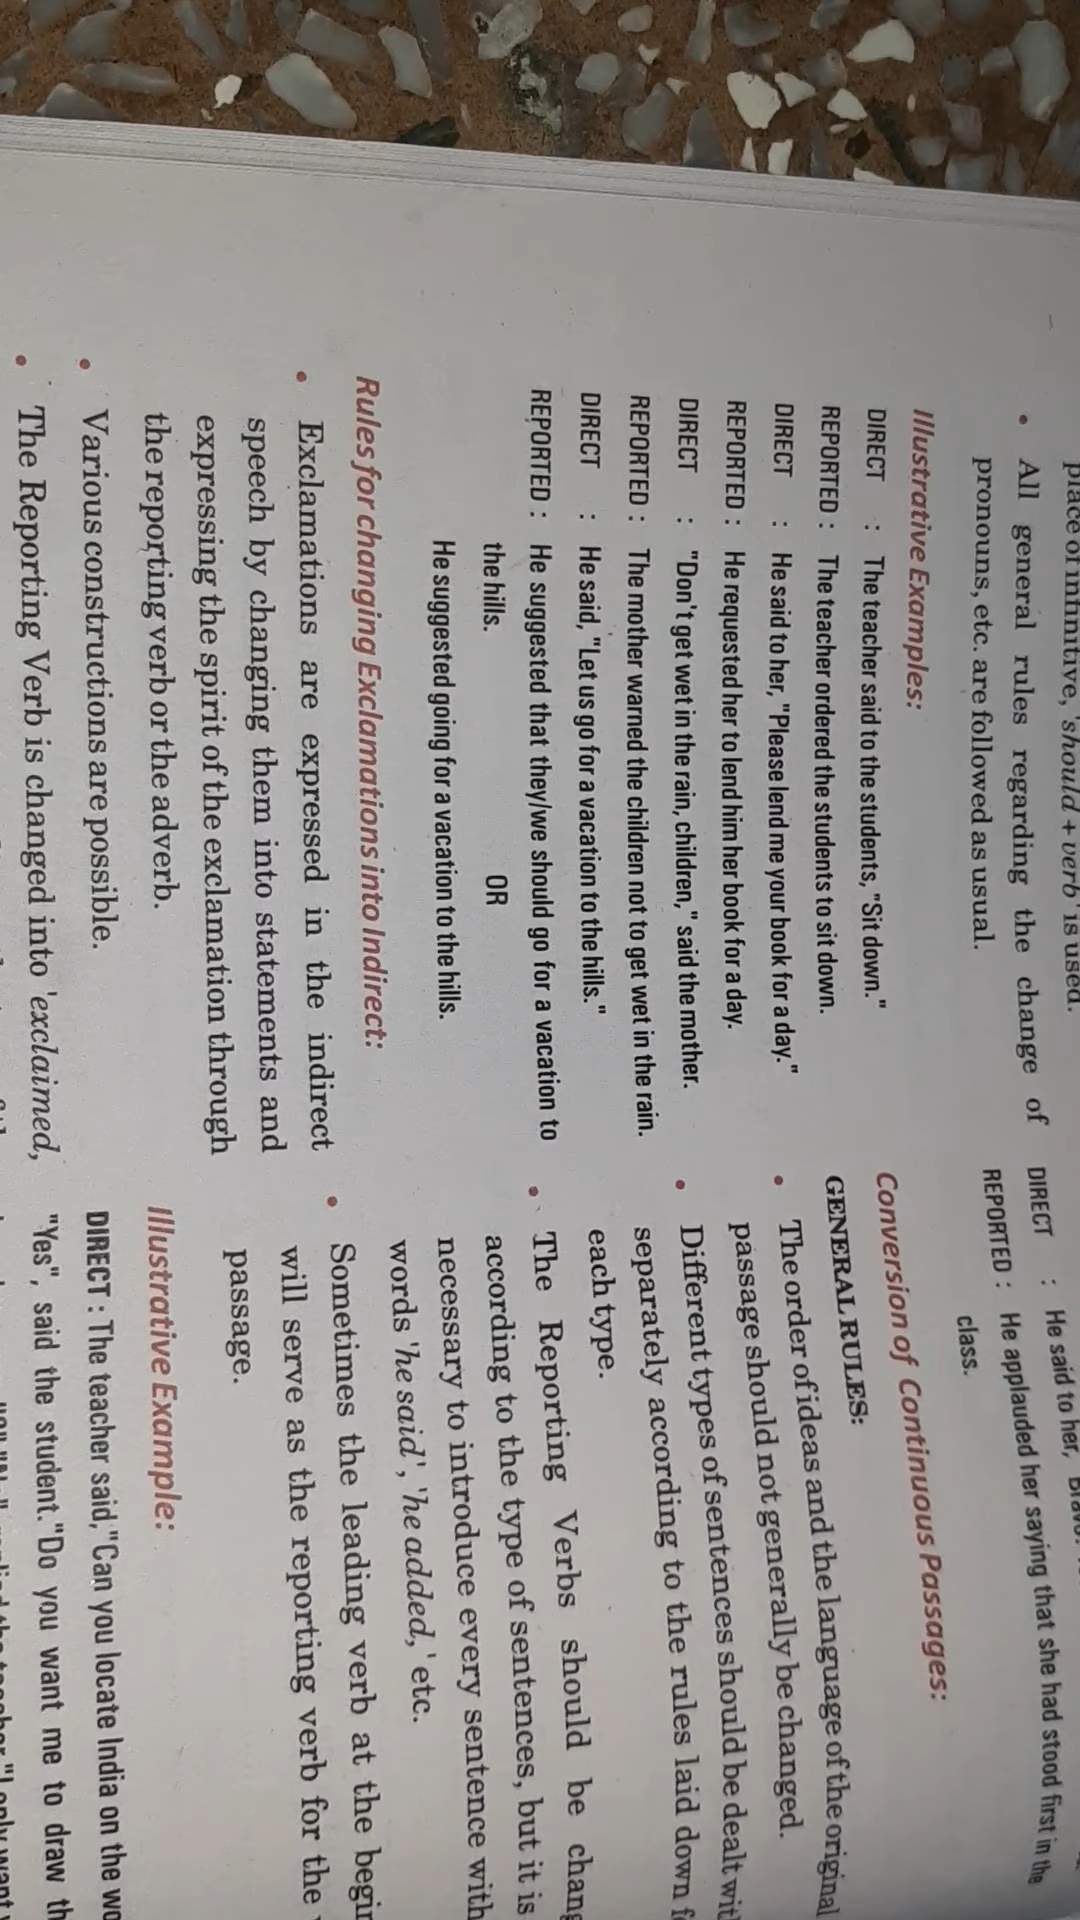 place of infinitive, 'should + verb' is used.
• All general rules regarding the change of
pronouns, etc. are followed as usual.
Illustrative Examples:
DIRECT : The teacher said to the students, "Sit down."
REPORTED : The teacher ordered the students to sit down.
DIRECT : He said to her, "Please lend me your book for a day."
REPORTED : He requested her to lend him her book for a day.
DIRECT : "Don't get wet in the rain, children," said the mother.
REPORTED : The mother warned the children not to get wet in the rain.
DIRECT : He said, "Let us go for a vacation to the hills."
REPORTED : He suggested that they/we should go for a vacation to
the hills.
OR
He suggested going for a vacation to the hills.
Rules for changing Exclamations into Indirect:
• Exclamations are expressed in the indirect
speech by changing them into statements and
expressing the spirit of the exclamation through
the reporting verb or the adverb.
• Various constructions are possible.
• The Reporting Verb is changed into 'exclaimed,
DIRECT : He said to her,
REPORTED : He applauded her saying that she had stood first in the
class.
Conversion of Continuous Passages:
GENERAL RULES:
• The order of ideas and the language of the original
passage should not generally be changed.
• Different types of sentences should be dealt
separately according to the rules laid down
each type.
• The Reporting Verbs should be
according to the type of sentences, but it is
necessary to introduce every sentence with
words 'he said', 'he added,' etc.
• Sometimes the leading verb at the
will serve as the reporting verb for the
passage.
Illustrative Example:
DIRECT : The teacher said, "Can you locate India on the
"Yes", said the student. "Do you want me to draw